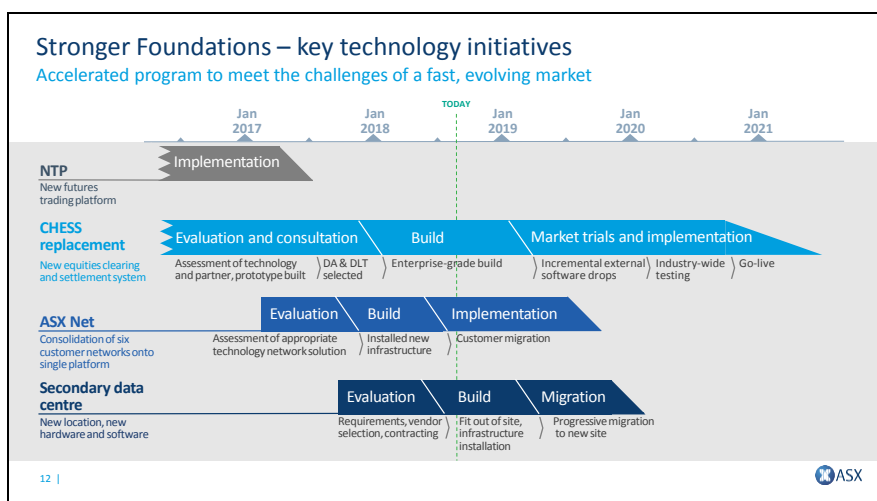 Stronger Foundations – key technology initiatives
Accelerated program to meet the challenges of a fast, evolving market
TODAY
Jan 2017
Jan 2018
Jan 2019
Jan 2020
Jan 2021
NTP
New futures
trading platform
Implementation
CHESS
replacement
New equities clearing
and settlement system
Evaluation and consultation
Build
Market trials and implementation
Assessment of technology
and partner, prototype built
DA & DLT
selected
Enterprise-grade build
Incremental external
software drops
Industry-wide
testing
Go-live
ASX Net
Consolidation of six
customer networks onto
single platform
Evaluation
Build
Implementation
Assessment of appropriate
technology network solution
Installed new
infrastructure
Customer migration
Secondary data
centre
New location, new
hardware and software
Evaluation
Build
Migration
Requirements, vendor
selection, contracting
Fit out of site,
infrastructure
installation
Progressive migration
to new site
12 |
ASX